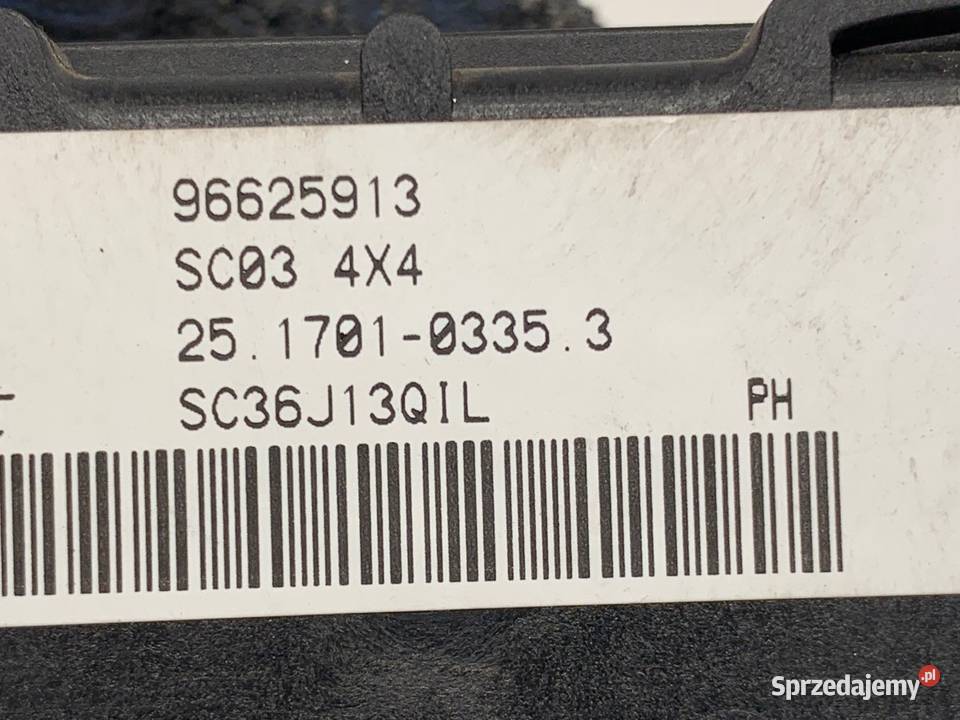 96625913
SC03 4X4
25.1701-0335.3
SC36J13QIL PH
Sprzedajemy.pl